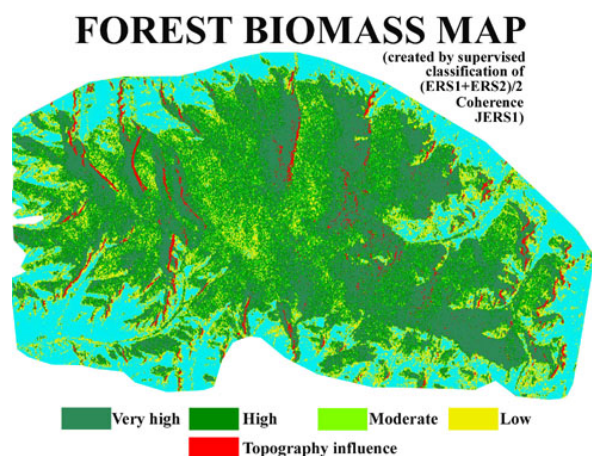 FOREST BIOMASS MAP
(created by supervised
classification of
(ERS1+ERS2)/2
Coherence
JERS1)
Very high High Moderate Low
Topography influence